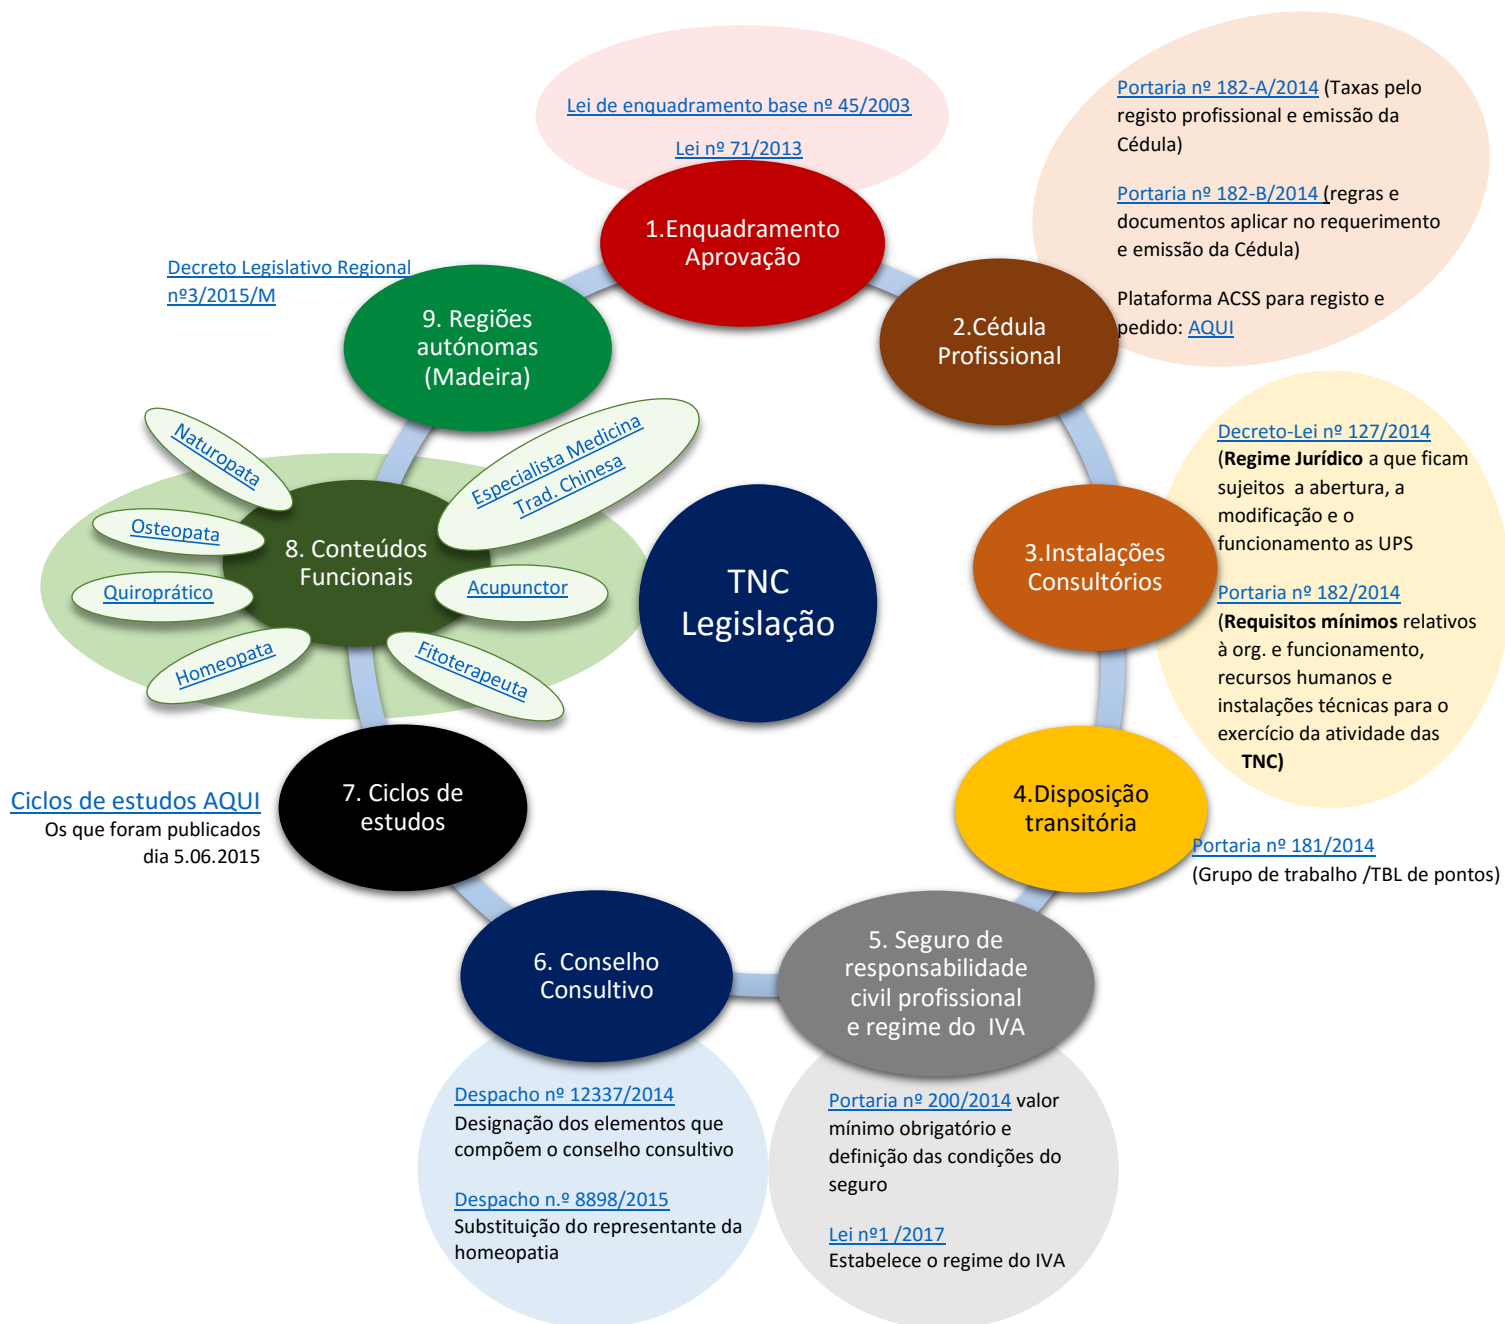 Lei de enquadramento base nº 45/2003
Lei nº 71/2013
1.Enquadramento
Aprovação
Portaria nº 182-A/2014 (Taxas pelo
registo profissional e emissão da
Cédula)
Portaria nº 182-B/2014 (regras e
documentos aplicar no requerimento
e emissão da Cédula)
Plataforma ACSS para registo e
pedido: AQUI
2.Cédula
Profissional
Decreto-Lei nº 127/2014
(Regime Jurídico a que ficam
sujeitos  a abertura, a
modificação e o
funcionamento as UPS
Portaria nº 182/2014
(Requisitos mínimos relativos
à org. e funcionamento,
recursos humanos e
instalações técnicas para o
exercício da atividade das
TNC)
3.Instalações
Consultórios
4.Disposição
transitória
Portaria nº 181/2014
(Grupo de trabalho /TBL de pontos)
5. Seguro de
responsabilidade
civil profissional
e regime do  IVA
Portaria nº 200/2014 valor
mínimo obrigatório e
definição das condições do
seguro
Lei nº1 /2017
Estabelece o regime do IVA
6. Conselho
Consultivo
Despacho nº 12337/2014
Designação dos elementos que
compõem o conselho consultivo
Despacho n.º 8898/2015
Substituição do representante da
homeopatia
7. Ciclos de
estudos
Ciclos de estudos AQUI
Os que foram publicados
dia 5.06.2015
8. Conteúdos
Funcionais
Naturopata
Osteopata
Quiroprático
Homeopata
Especialista Medicina
Trad. Chinesa
Acupunctor
Fitoterapeuta
9. Regiões
autónomas
(Madeira)
Decreto Legislativo Regional
nº3/2015/M
TNC
Legislação